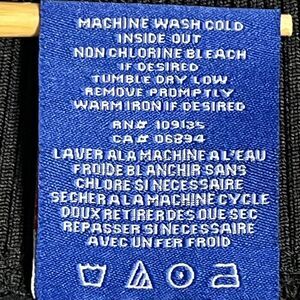 MACHINE WASH COLD
INSIDE OUT
NON CHLORINE BLEACH
IF DESIRED
TUMBLE DRY LOW
REMOVE PROMPTLY
WARM IRON IF DESIRED
RN# 109135
CA# 06894
LAVER A LA MACHINE A L'EAU
FROIDE BLANCHIR SANS
CHLORE SI NECESSAIRE
SECHER A LA MACHINE CYCLE
DOUX RETIRER DES QUE SEC
REPASSER SI NECESSAIRE
AVEC UN FER FROID